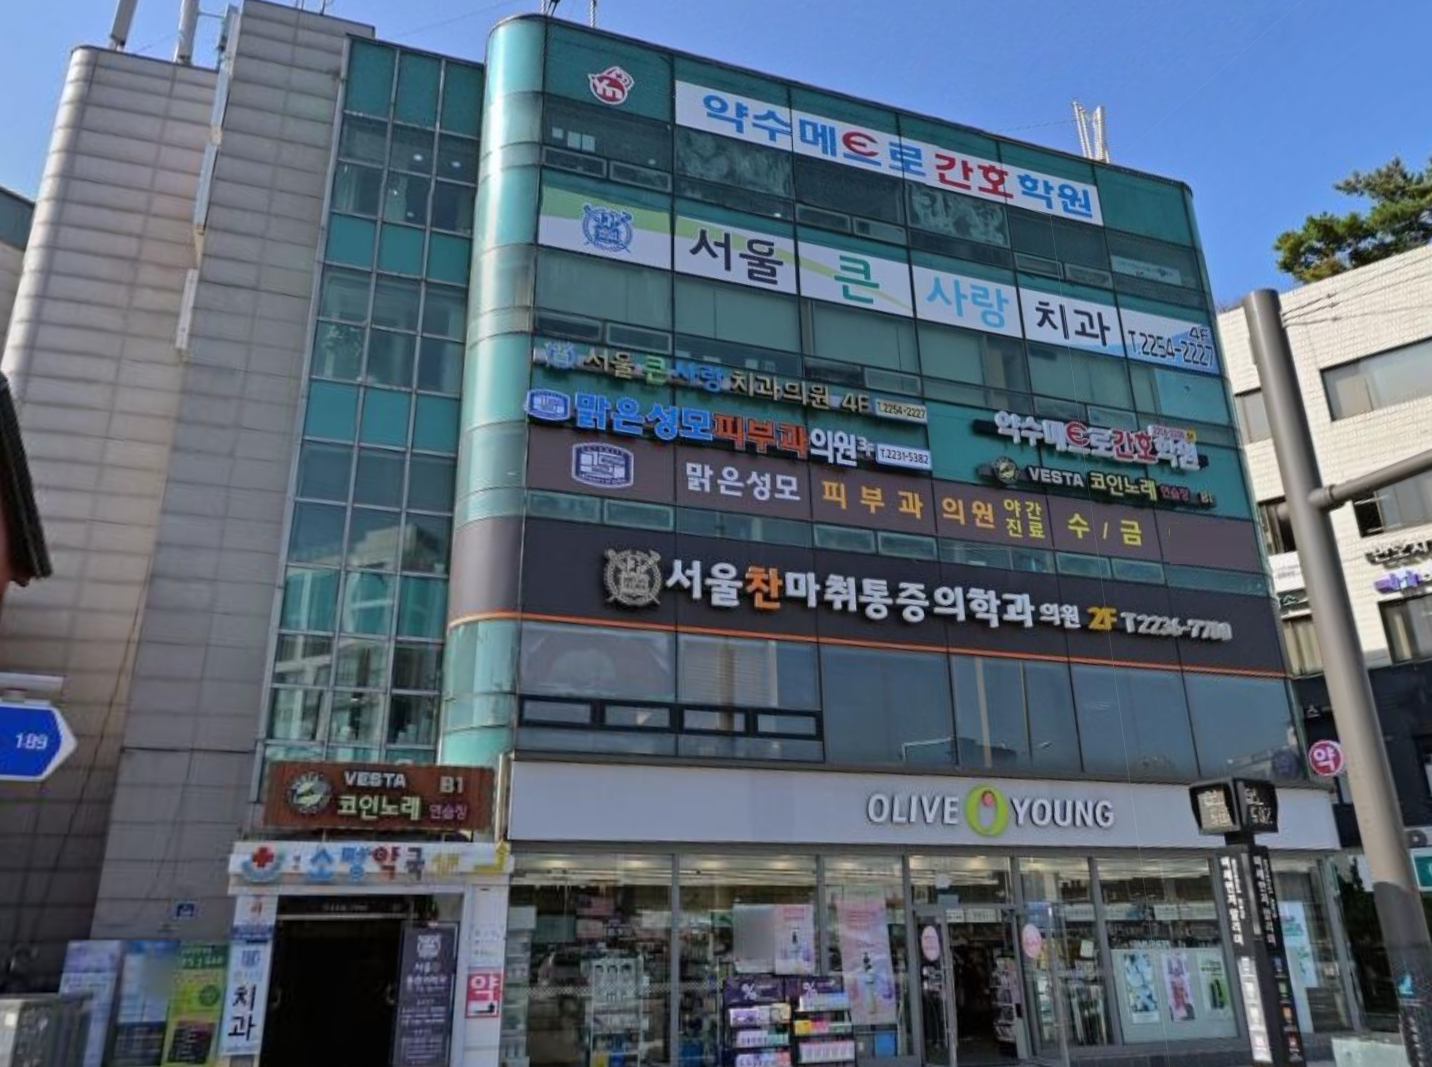 약수메트로간호학원
서울 큰 사랑 치과 4F T.2254-2227
서울큰사랑치과의원 4F T.2254-2227
맑은성모피부과의원 3F T.2231-5382
약수메트로간호학원
VESTA 코인노래연습장 B1
맑은성모 피부과 의원 야간진료 수 / 금
서울찬마취통증의학과의원 2F T 2236-7700
189
VESTA B1
코인노래 연습장
OLIVE YOUNG
약
소망약국
치과
약